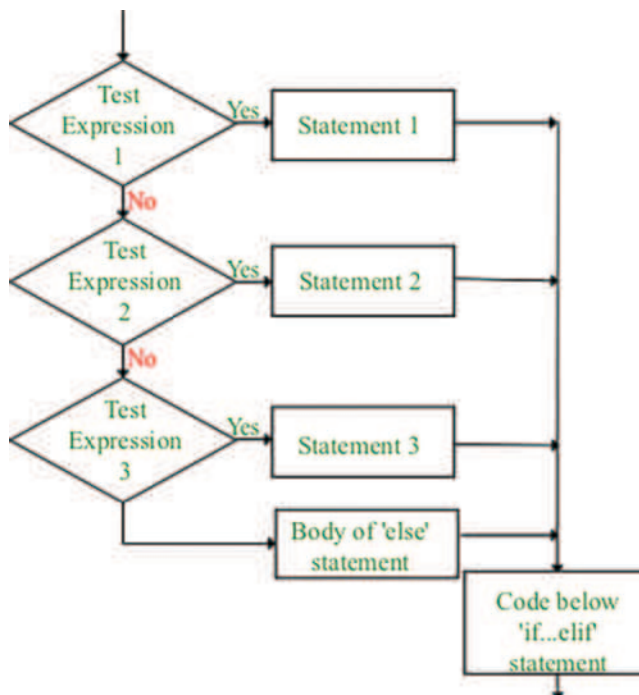 Test
Expression
1
Yes
Statement 1
No
Test
Expression
2
Yes
Statement 2
No
Test
Expression
3
Yes
Statement 3
Body of 'else'
statement
Code below
'if...elif'
statement